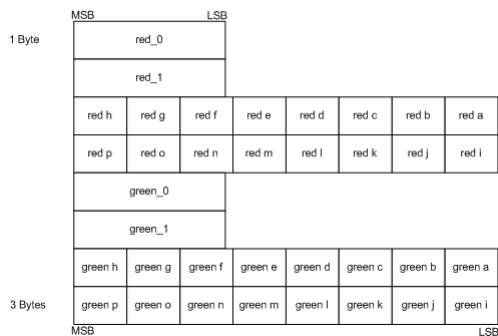 MSB LSB
1 Byte red_0
red_1
red h red g red f red e red d red c red b red a
red p red o red n red m red l red k red j red i
green_0
green_1
green h green g green f green e green d green c green b green a
3 Bytes green p green o green n green m green l green k green j green i
MSB LSB